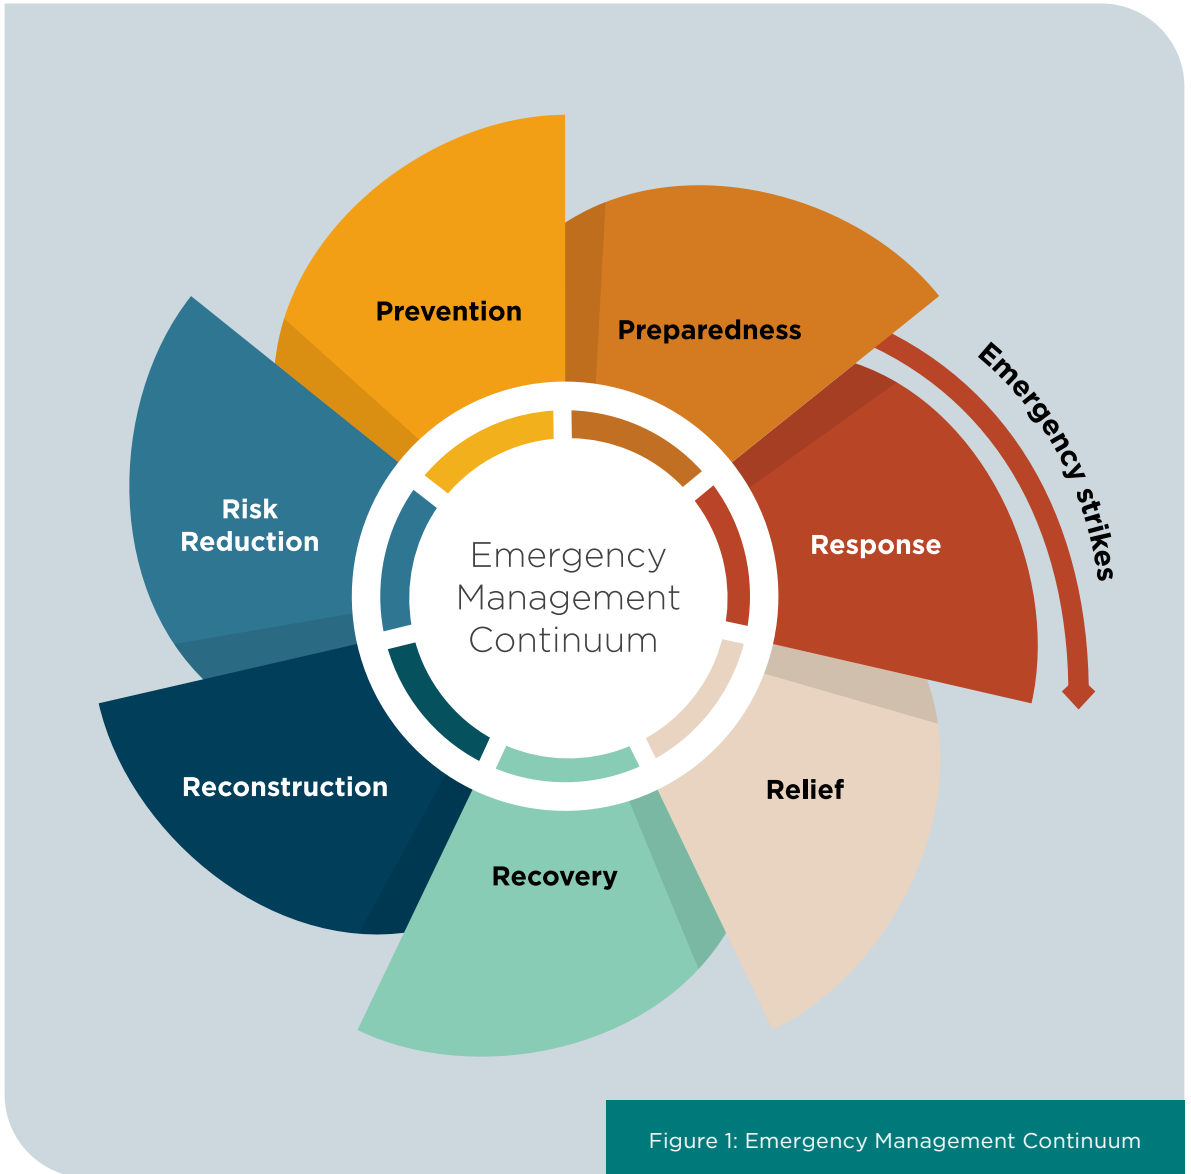 Prevention
Preparedness
Emergency strikes
Response
Relief
Recovery
Reconstruction
Risk
Reduction
Emergency
Management
Continuum
Figure 1: Emergency Management Continuum